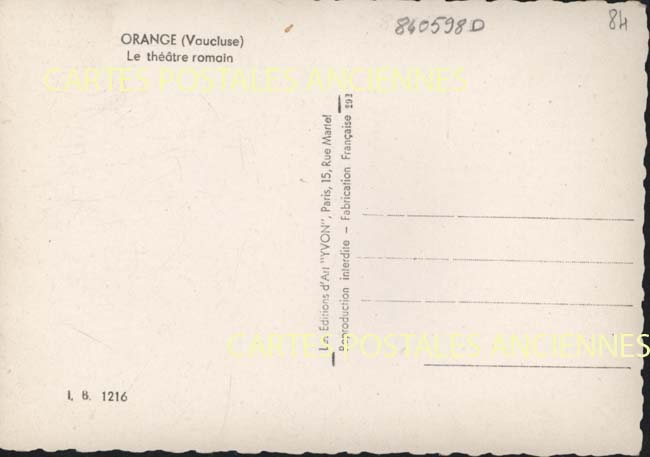 840598D
84
ORANGE (Vaucluse)
Le théâtre romain
CARTES POSTALES ANCIENNES
Les Editions d'Art "YVON", Paris, 15, Rue Martel
Reproduction interdite — Fabrication Française
CARTES POSTALES ANCIENNES
I. B. 1216